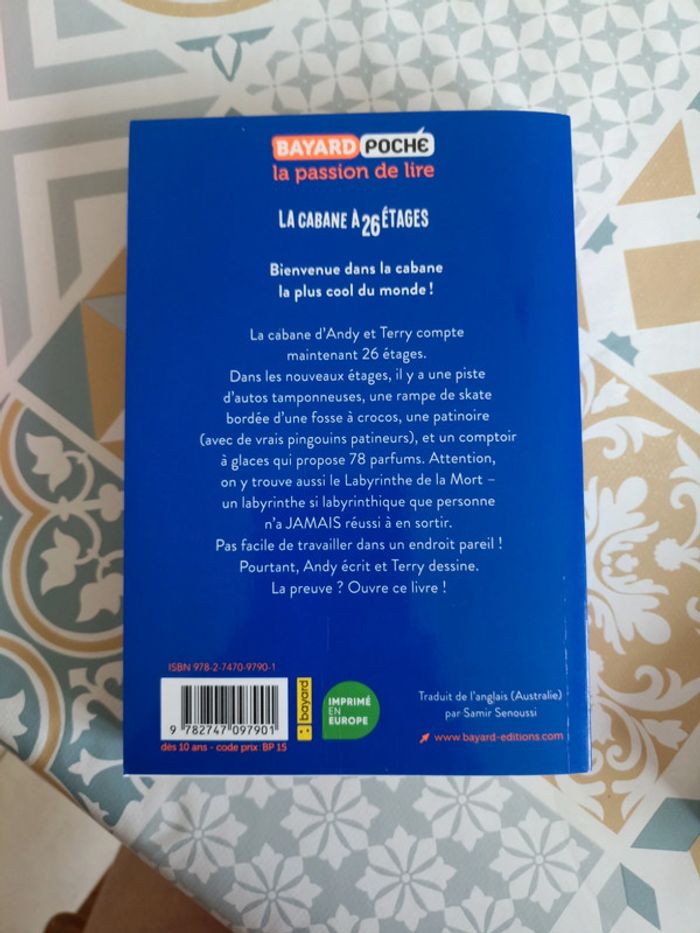 BAYARD POCHE
la passion de lire
LA CABANE À 26 ÉTAGES
Bienvenue dans la cabane
la plus cool du monde !
La cabane d'Andy et Terry compte
maintenant 26 étages.
Dans les nouveaux étages, il y a une piste
d'autos tamponneuses, une rampe de skate
bordée d'une fosse à crocos, une patinoire
(avec de vrais pingouins patineurs), et un comptoir
à glaces qui propose 78 parfums. Attention,
on y trouve aussi le Labyrinthe de la Mort –
un labyrinthe si labyrinthique que personne
n'a JAMAIS réussi à en sortir.
Pas facile de travailler dans un endroit pareil !
Pourtant, Andy écrit et Terry dessine.
La preuve ? Ouvre ce livre !
ISBN 978-2-7470-9790-1
9 782747 097901
dès 10 ans - code prix : BP 15
bayard
IMPRIMÉ
EN
EUROPE
Traduit de l'anglais (Australie)
par Samir Senoussi
www.bayard-editions.com